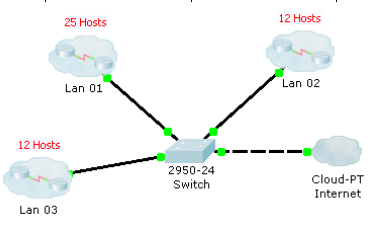 25 Hosts
Lan 01
12 Hosts
Lan 02
12 Hosts
Lan 03
2950-24
Switch
Cloud-PT
Internet